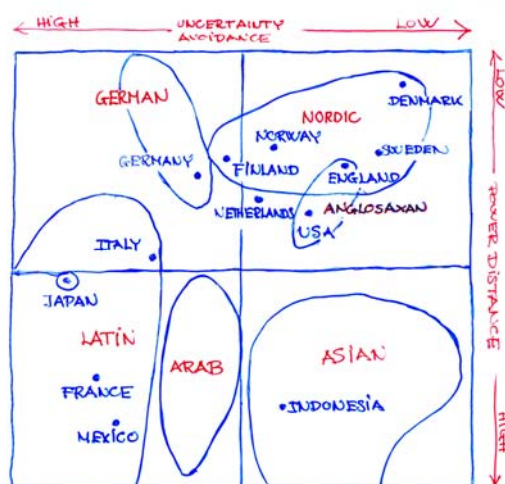 HIGH
UNCERTAINTY
AVOIDANCE
LOW
LOW
GERMAN
DENMARK
NORDIC
NORWAY
SWEDEN
GERMANY
FINLAND
ENGLAND
NETHERLANDS
ANGLOSAXAN
USA
POWER DISTANCE
ITALY
JAPAN
LATIN
ARAB
ASIAN
FRANCE
INDONESIA
MEXICO
HIGH